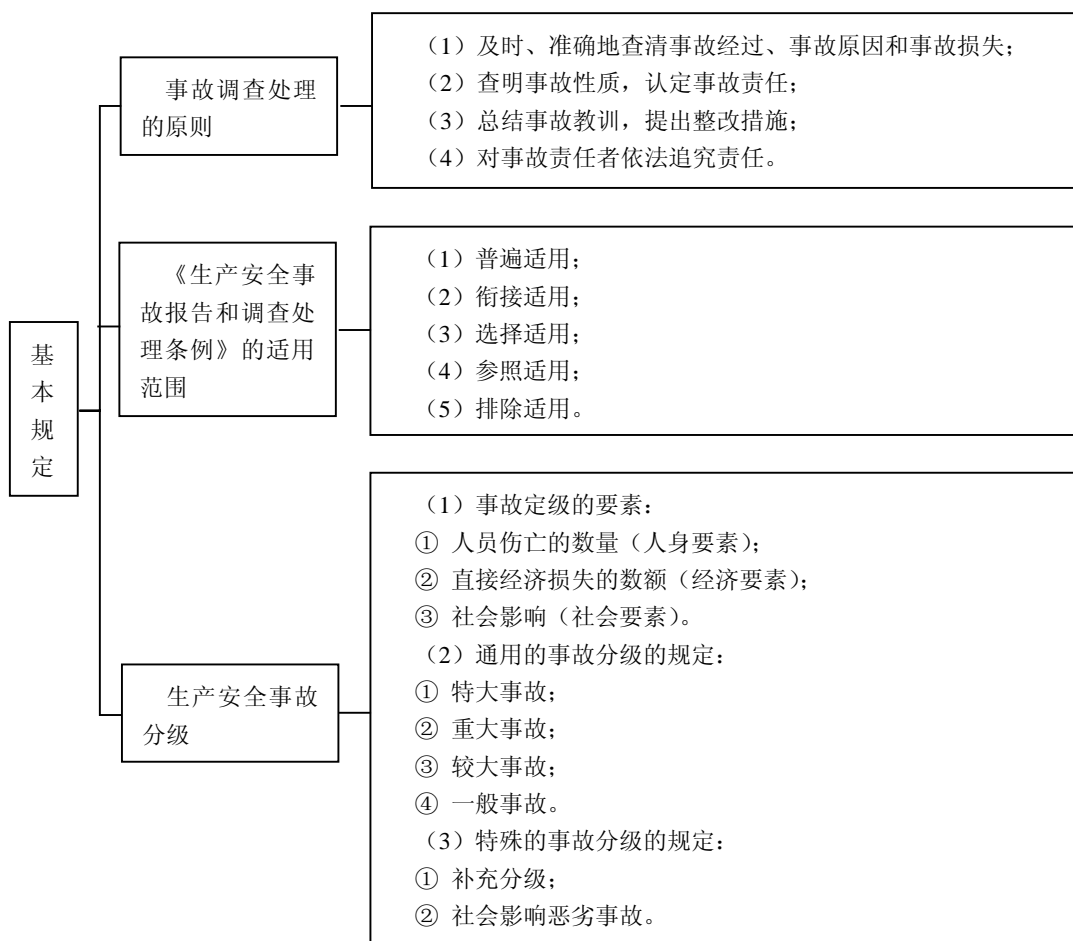 基
本
规
定
事故调查处理
的原则
（1）及时、准确地查清事故经过、事故原因和事故损失；
（2）查明事故性质，认定事故责任；
（3）总结事故教训，提出整改措施；
（4）对事故责任者依法追究责任。
《生产安全事
故报告和调查处
理条例》的适用
范围
（1）普遍适用；
（2）衔接适用；
（3）选择适用；
（4）参照适用；
（5）排除适用。
生产安全事故
分级
（1）事故定级的要素：
① 人员伤亡的数量（人身要素）；
② 直接经济损失的数额（经济要素）；
③ 社会影响（社会要素）。
（2）通用的事故分级的规定：
① 特大事故；
② 重大事故；
③ 较大事故；
④ 一般事故。
（3）特殊的事故分级的规定：
① 补充分级；
② 社会影响恶劣事故。